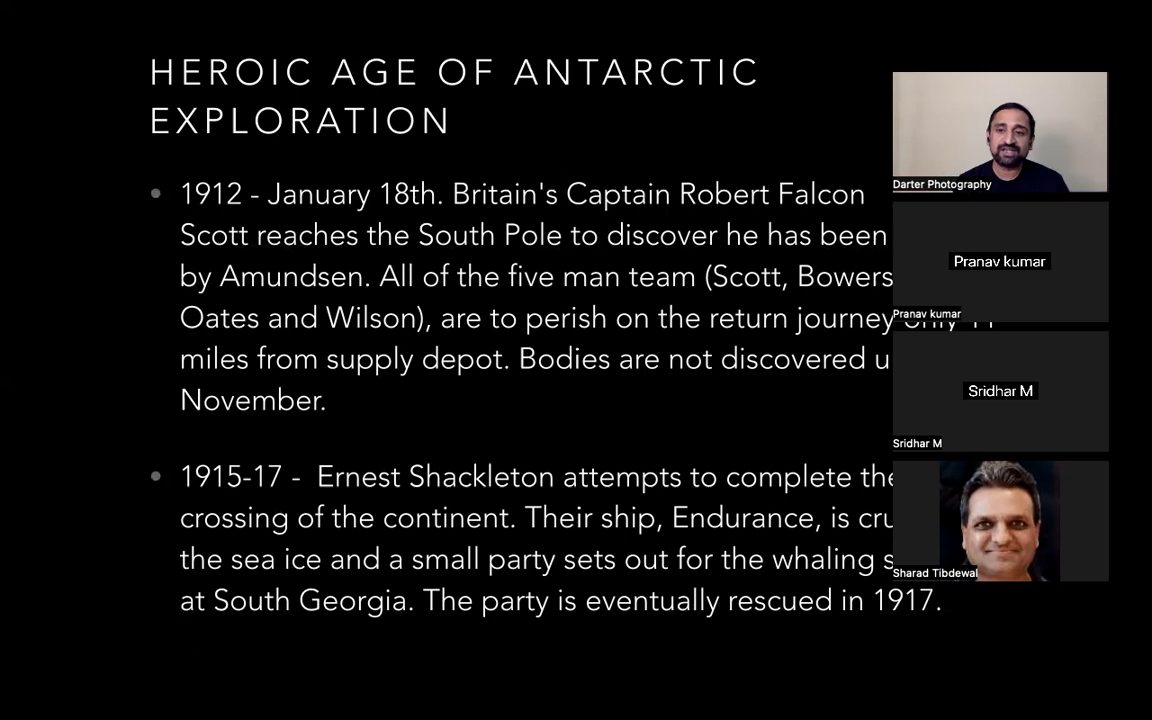 HEROIC AGE OF ANTARCTIC
EXPLORATION
• 1912 - January 18th. Britain's Captain Robert Falcon
Scott reaches the South Pole to discover he has been
by Amundsen. All of the five man team (Scott, Bowers
Oates and Wilson), are to perish on the return journey only 11
miles from supply depot. Bodies are not discovered
November.
• 1915-17 - Ernest Shackleton attempts to complete the
crossing of the continent. Their ship, Endurance, is
the sea ice and a small party sets out for the whaling
at South Georgia. The party is eventually rescued in 1917.
Darter Photography
Pranav kumar
Pranav kumar
Sridhar M
Sridhar M
Sharad Tibdewal